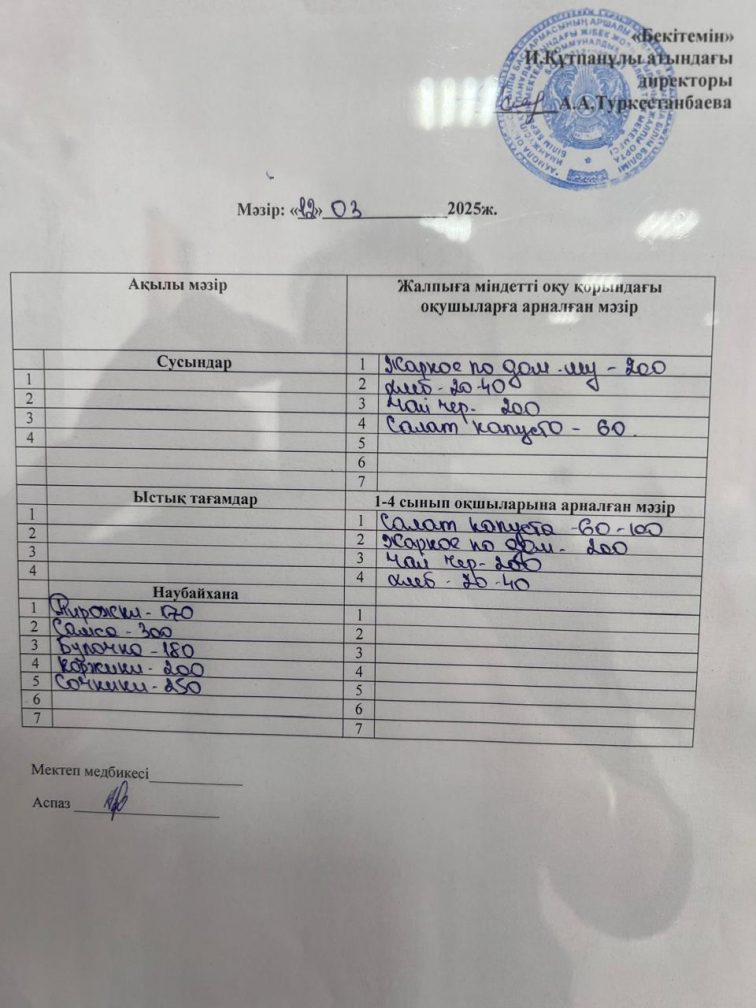 «Бекітемін»
И.Құтпанұлы атындағы
директоры
А.А.Туркестанбаева
Мәзір: «12» 03 2025ж.
Ақылы мәзір
Жалпыға міндетті оқу қорындағы
оқушыларға арналған мәзір
Сусындар
1
2
3
4
1 Жаркое по дом.-му - 200
2 хлеб - 20-40
3 Чай чер- 200
4 Салат капуста - 60.
5
6
7
Ыстық тағамдар
1
2
3
4
1-4 сынып оқшыларына арналған мәзір
1 Салат капуста -60-100
2 Жаркое по дом- 200
3 Чай чер- 200
4 хлеб - 20-40
Наубайхана
1 Пирожки - 170
2 Самса - 300
3 Булочка - 180
4 Коржики - 200
5 Сочники - 250
6
7
1
2
3
4
5
6
7
Мектеп медбикесі
Аспаз